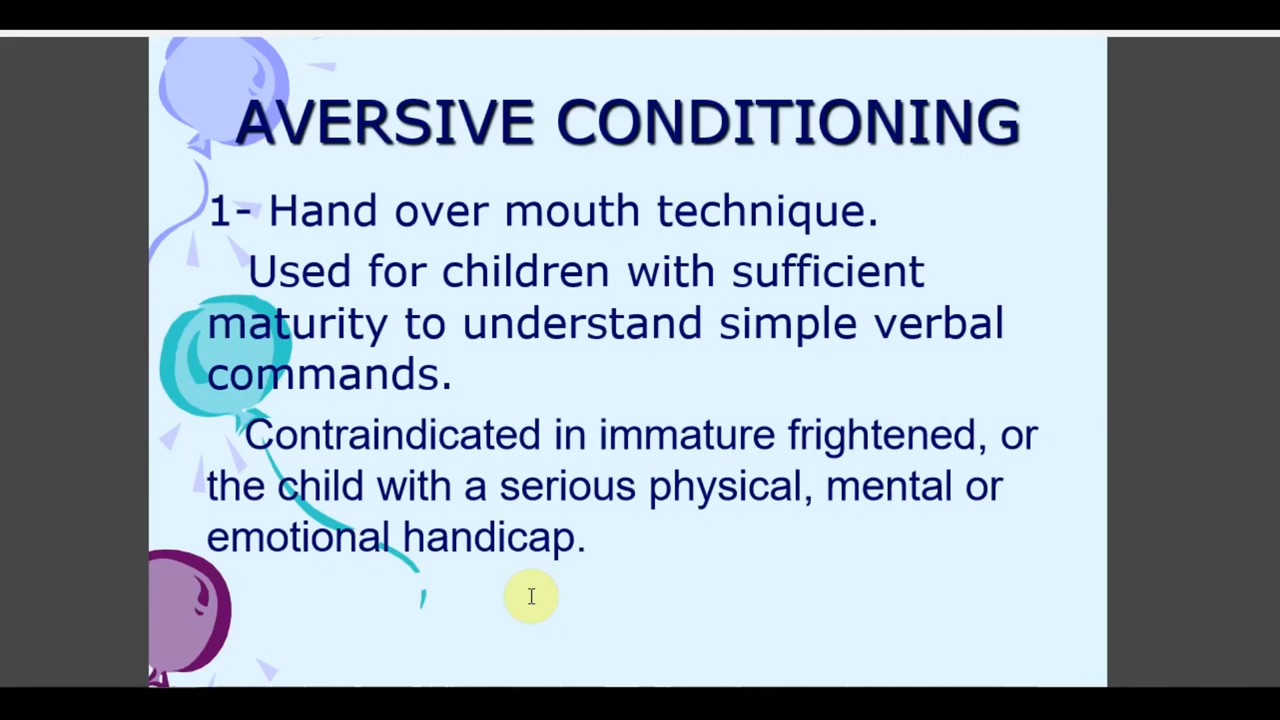 AVERSIVE CONDITIONING
1- Hand over mouth technique.
Used for children with sufficient
maturity to understand simple verbal
commands.
Contraindicated in immature frightened, or
the child with a serious physical, mental or
emotional handicap.